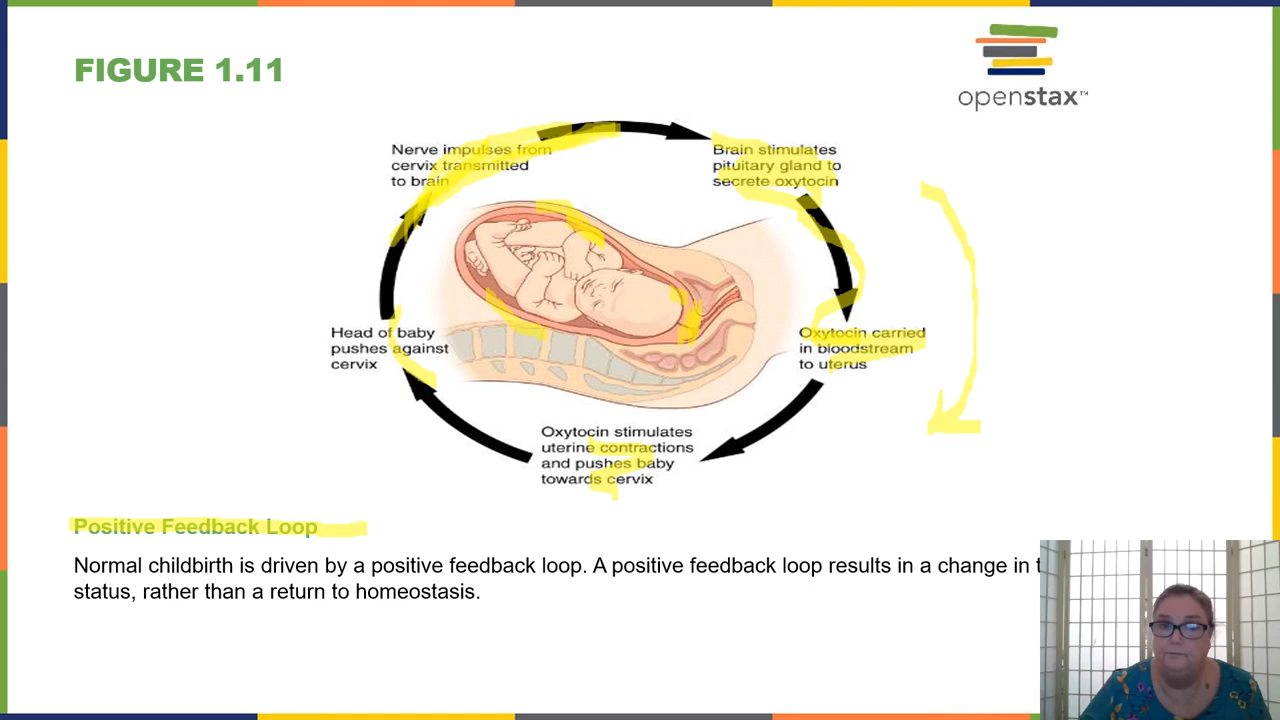 FIGURE 1.11
openstax™
Nerve impulses from
cervix transmitted
to brain
Brain stimulates
pituitary gland to
secrete oxytocin
Head of baby
pushes against
cervix
Oxytocin carried
in bloodstream
to uterus
Oxytocin stimulates
uterine contractions
and pushes baby
towards cervix
Positive Feedback Loop
Normal childbirth is driven by a positive feedback loop. A positive feedback loop results in a change in
status, rather than a return to homeostasis.